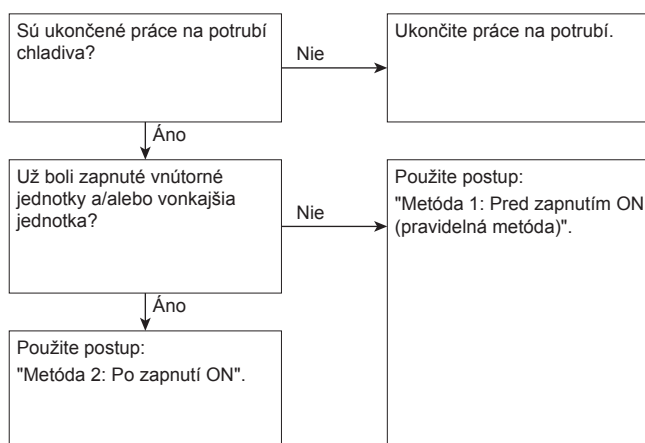 Sú ukončené práce na potrubí
chladiva?
Nie
Ukončite práce na potrubí.
Áno
Už boli zapnuté vnútorné
jednotky a/alebo vonkajšia
jednotka?
Nie
Použite postup:
"Metóda 1: Pred zapnutím ON
(pravidelná metóda)".
Áno
Použite postup:
"Metóda 2: Po zapnutí ON".